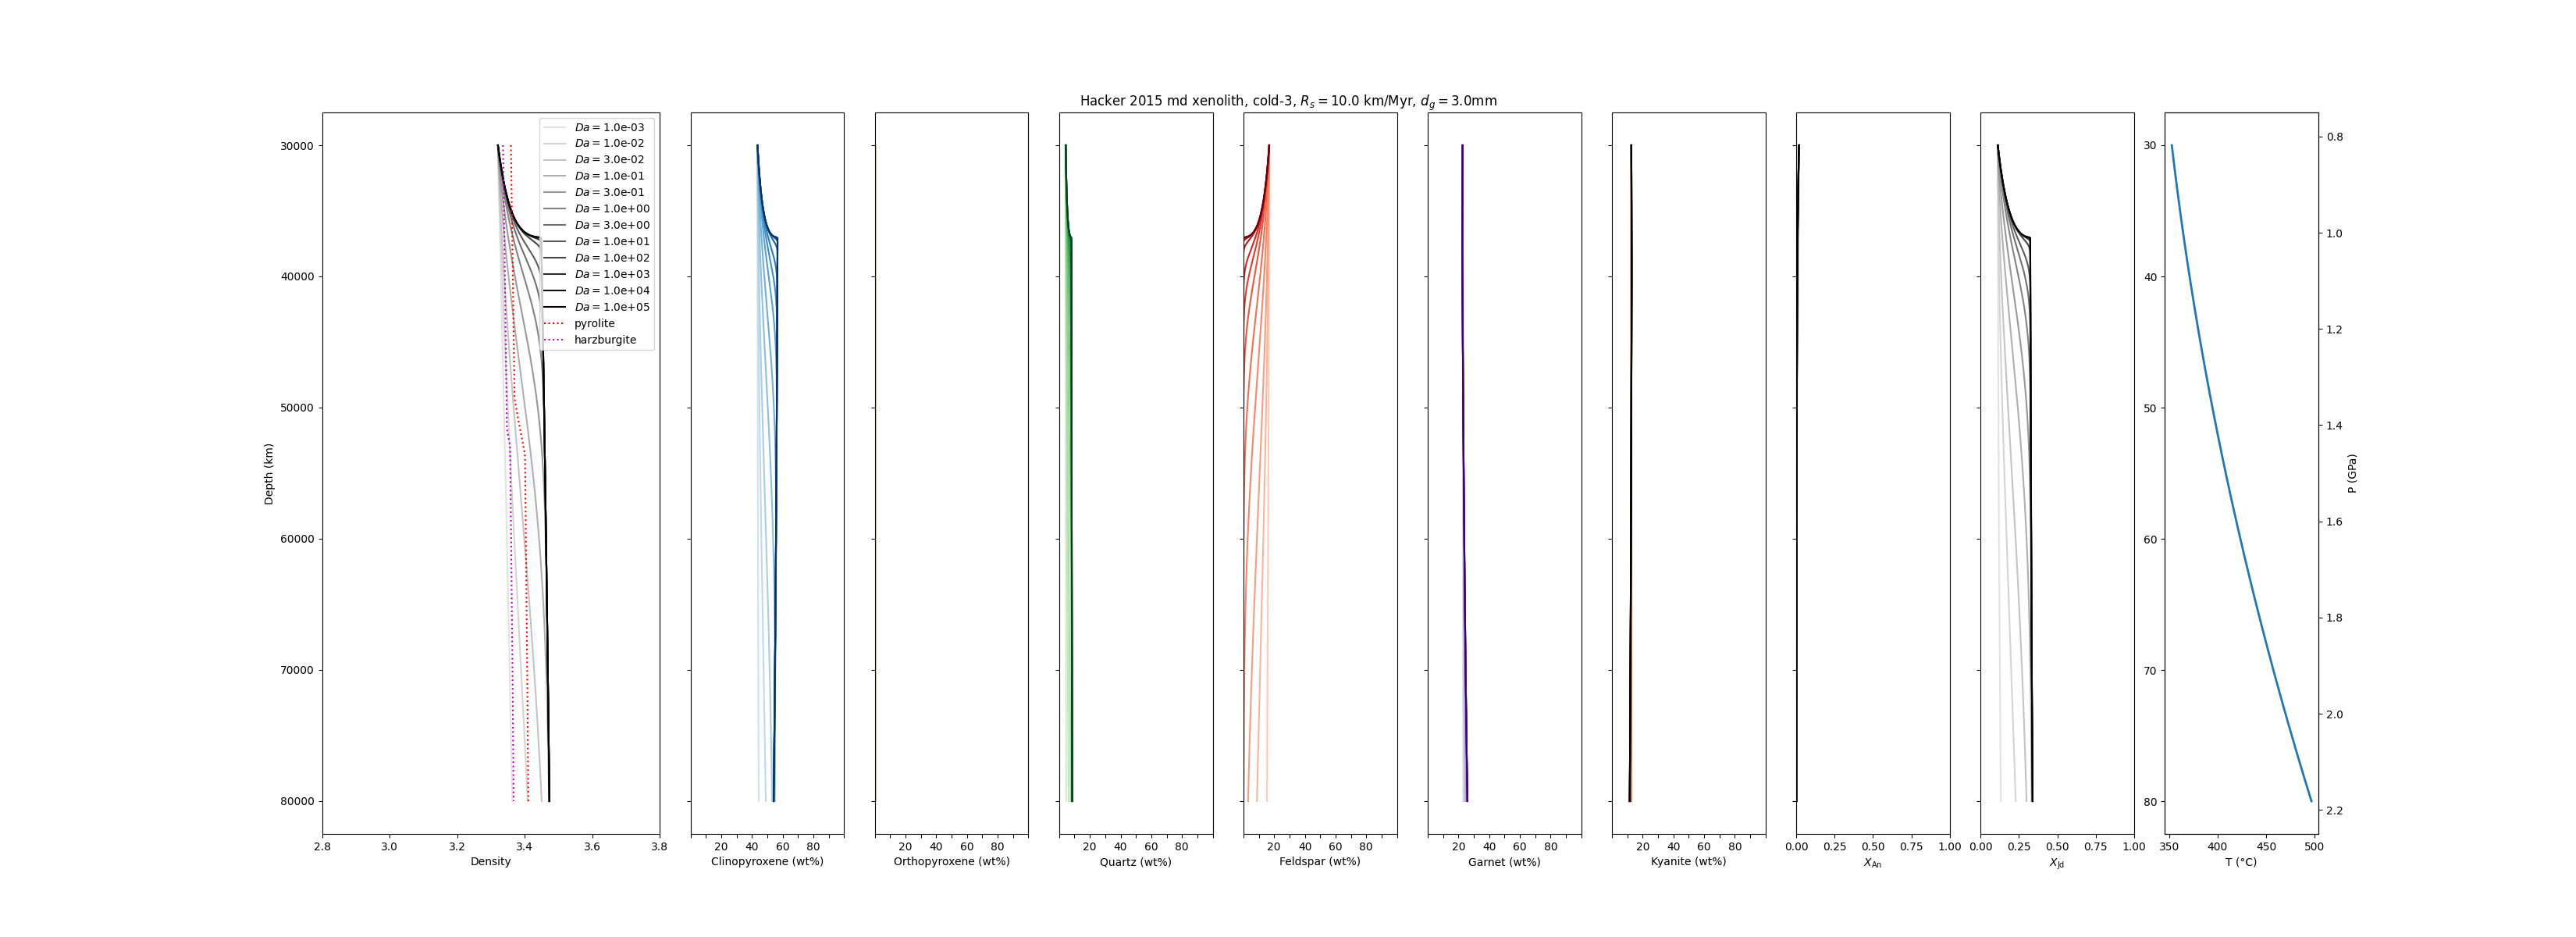 Hacker 2015 md xenolith, cold-3, R_s = 10.0 km/Myr, d_g = 3.0mm
Da = 1.0e-03
Da = 1.0e-02
Da = 3.0e-02
Da = 1.0e-01
Da = 3.0e-01
Da = 1.0e+00
Da = 3.0e+00
Da = 1.0e+01
Da = 1.0e+02
Da = 1.0e+03
Da = 1.0e+04
Da = 1.0e+05
pyrolite
harzburgite
Depth (km)
30000
40000
50000
60000
70000
80000
2.8 3.0 3.2 3.4 3.6 3.8
Density
20 40 60 80
Clinopyroxene (wt%)
20 40 60 80
Orthopyroxene (wt%)
20 40 60 80
Quartz (wt%)
20 40 60 80
Feldspar (wt%)
20 40 60 80
Garnet (wt%)
20 40 60 80
Kyanite (wt%)
0.00 0.25 0.50 0.75 1.00
X_An
0.00 0.25 0.50 0.75 1.00
X_Jd
30
40
50
60
70
80
350 400 450 500
T (°C)
0.8
1.0
1.2
1.4
1.6
1.8
2.0
2.2
P (GPa)